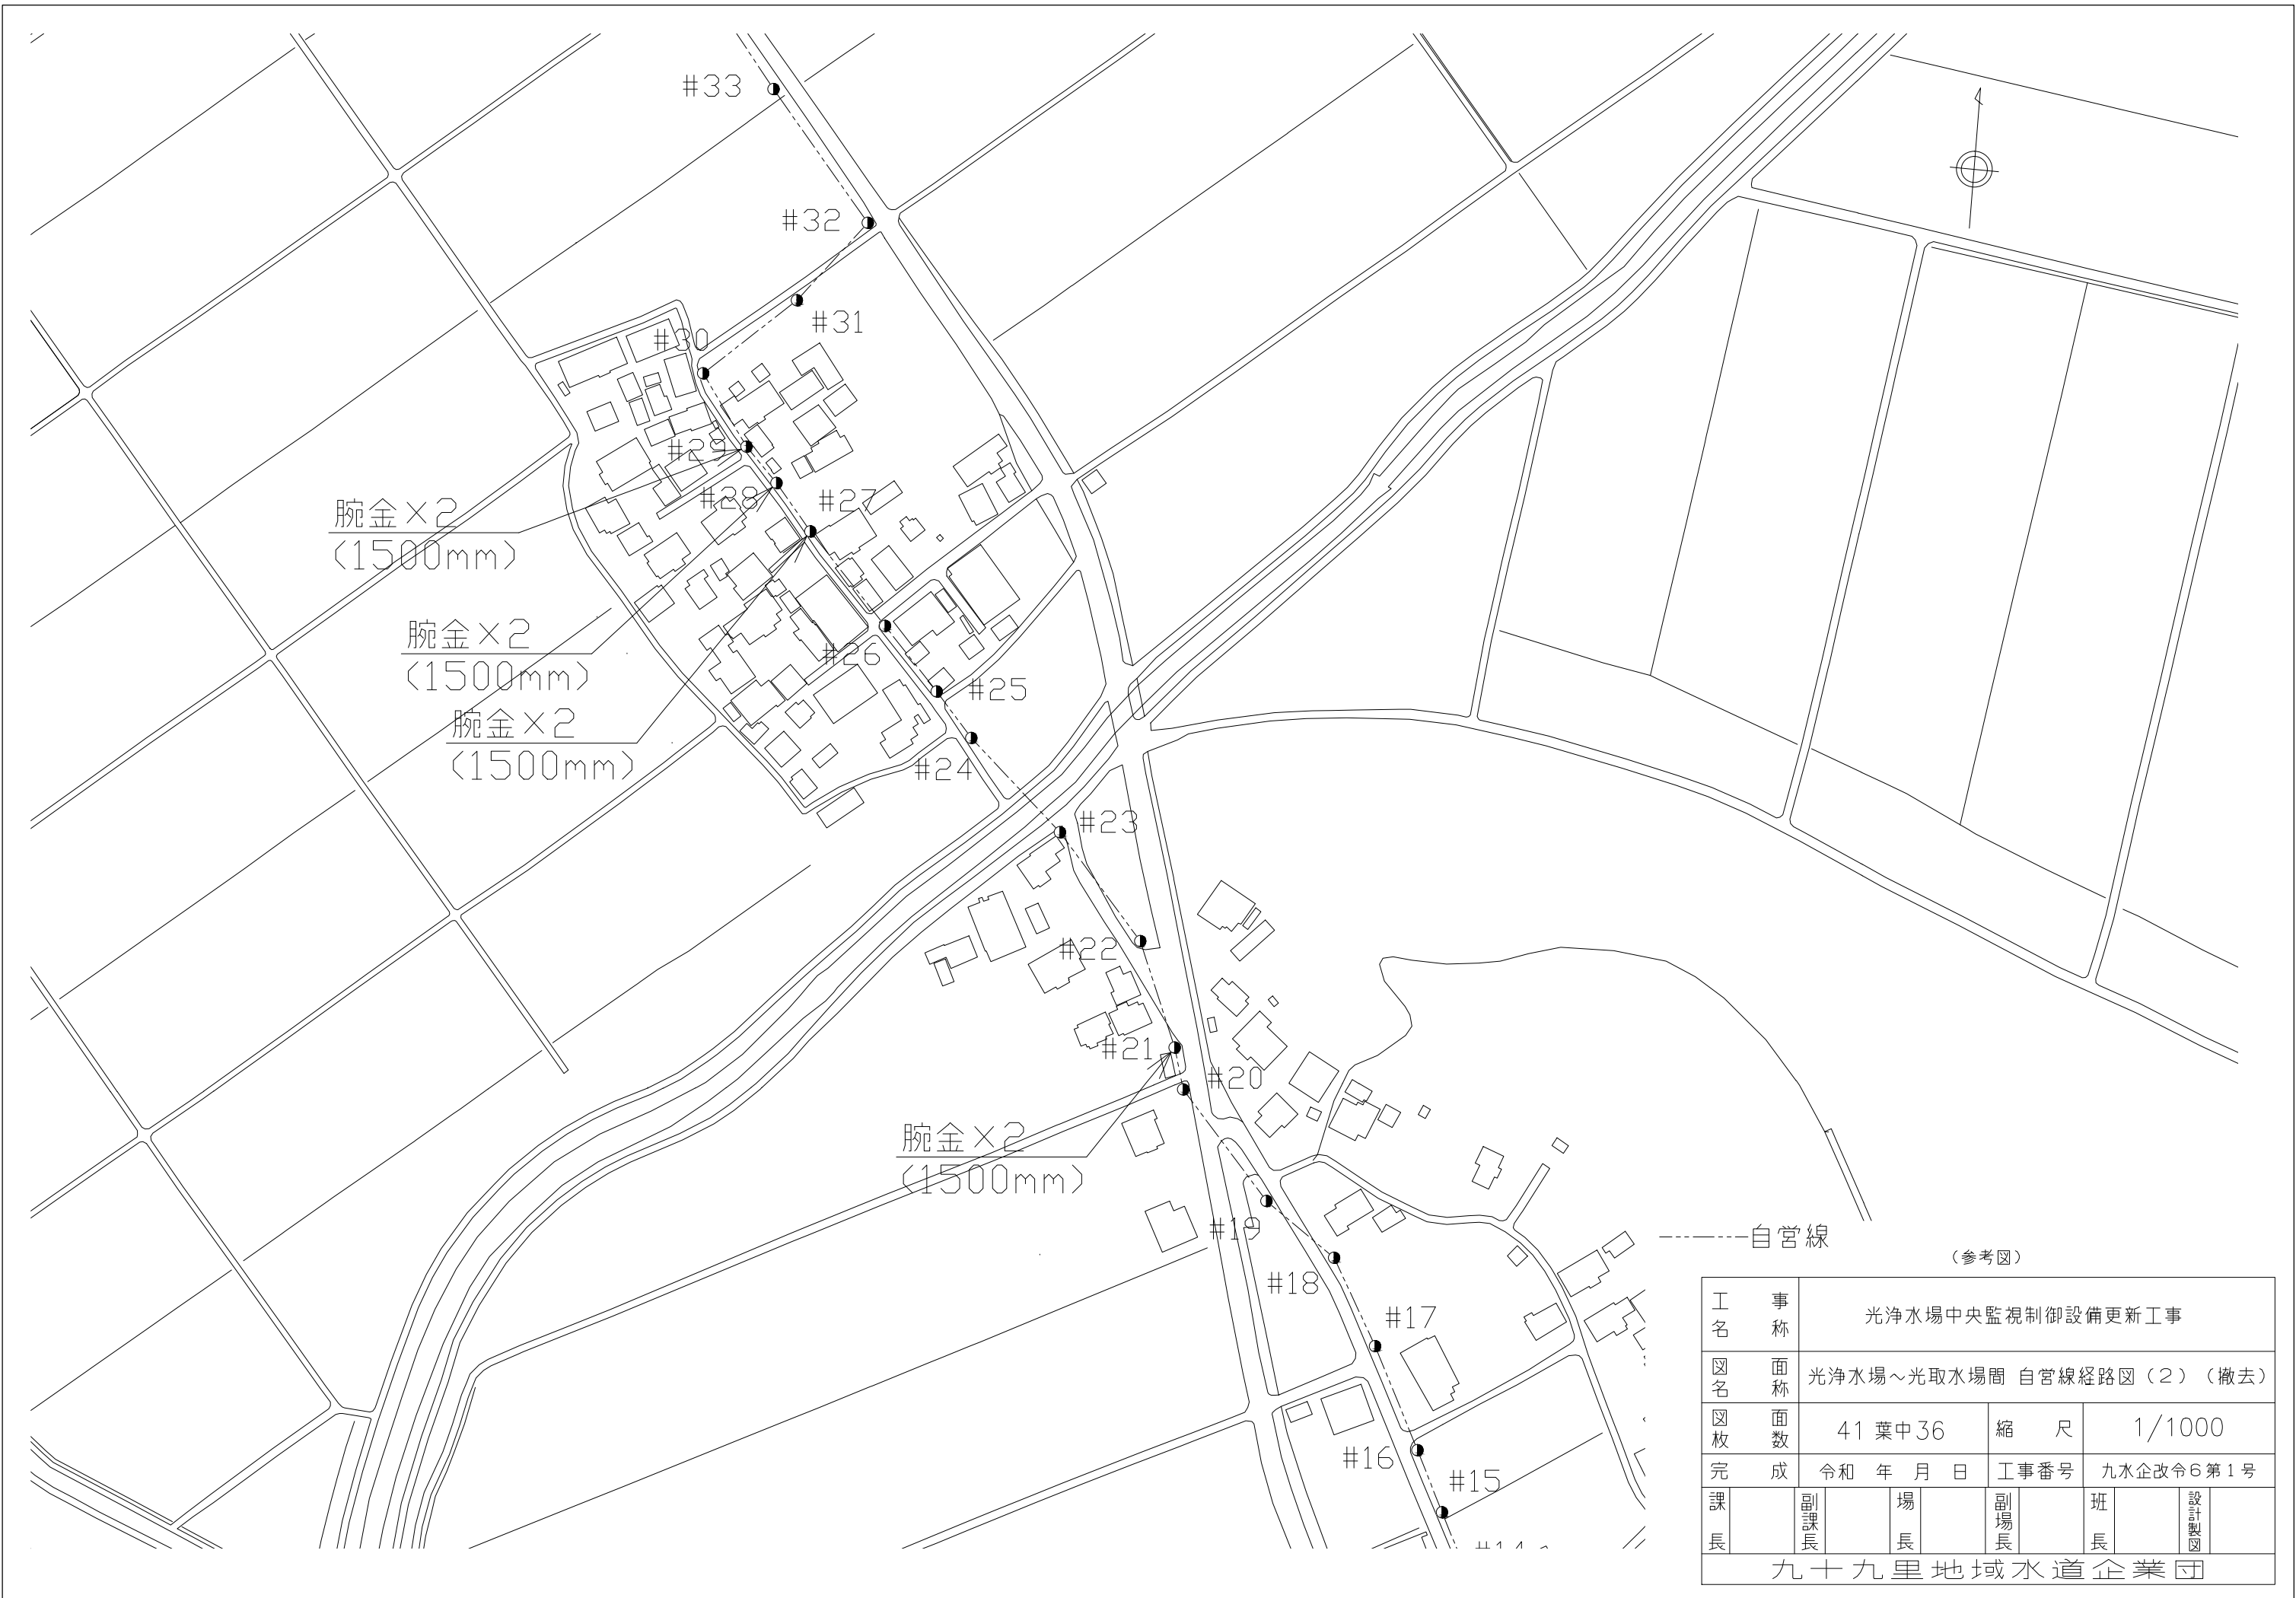 #33
#32
#31
#30
#29
#28
#27
腕金×2
(1500mm)
腕金×2
(1500mm)
#26
#25
腕金×2
(1500mm)
#24
#23
#22
#21
#20
腕金×2
(1500mm)
#19
#18
#17
#16
#15
自営線
(参考図)
工事名称 光浄水場中央監視制御設備更新工事
図面名称 光浄水場~光取水場間 自営線経路図(2)(撤去)
図面枚数 41 葉中36 縮尺 1/1000
完成 令和 年 月 日 工事番号 九水企改令6第1号
課長 副課長 場長 副場長 班長 設計製図
九十九里地域水道企業団